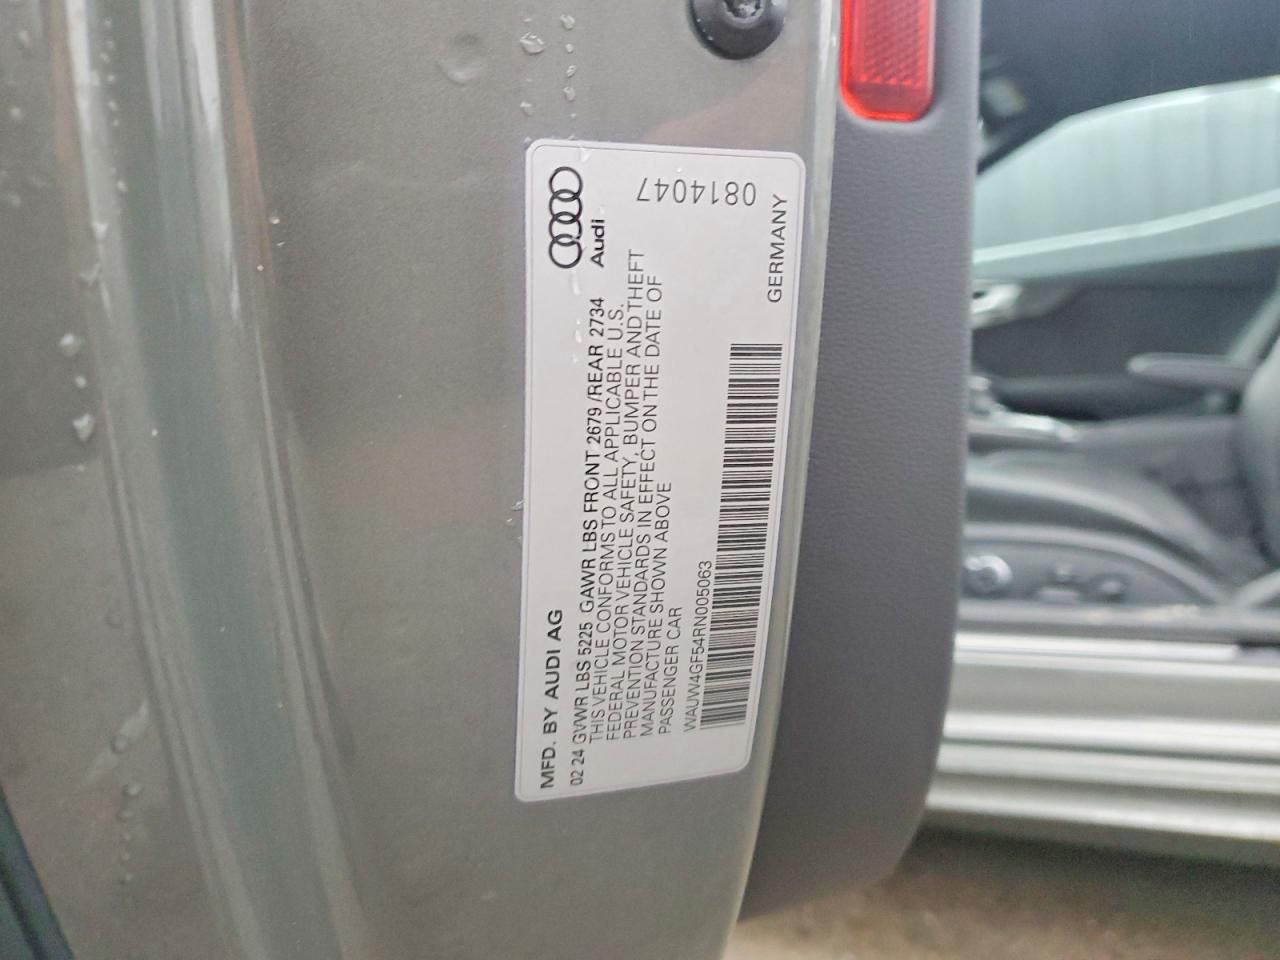 Audi
MFD. BY AUDI AG
02 24 GVWR LBS 5225 GAWR LBS FRONT 2679 /REAR 2734
THIS VEHICLE CONFORMS TO ALL APPLICABLE U.S.
FEDERAL MOTOR VEHICLE SAFETY, BUMPER AND THEFT
PREVENTION STANDARDS IN EFFECT ON THE DATE OF
MANUFACTURE SHOWN ABOVE
PASSENGER CAR
WAUW4GF54RN005063
0814047
GERMANY